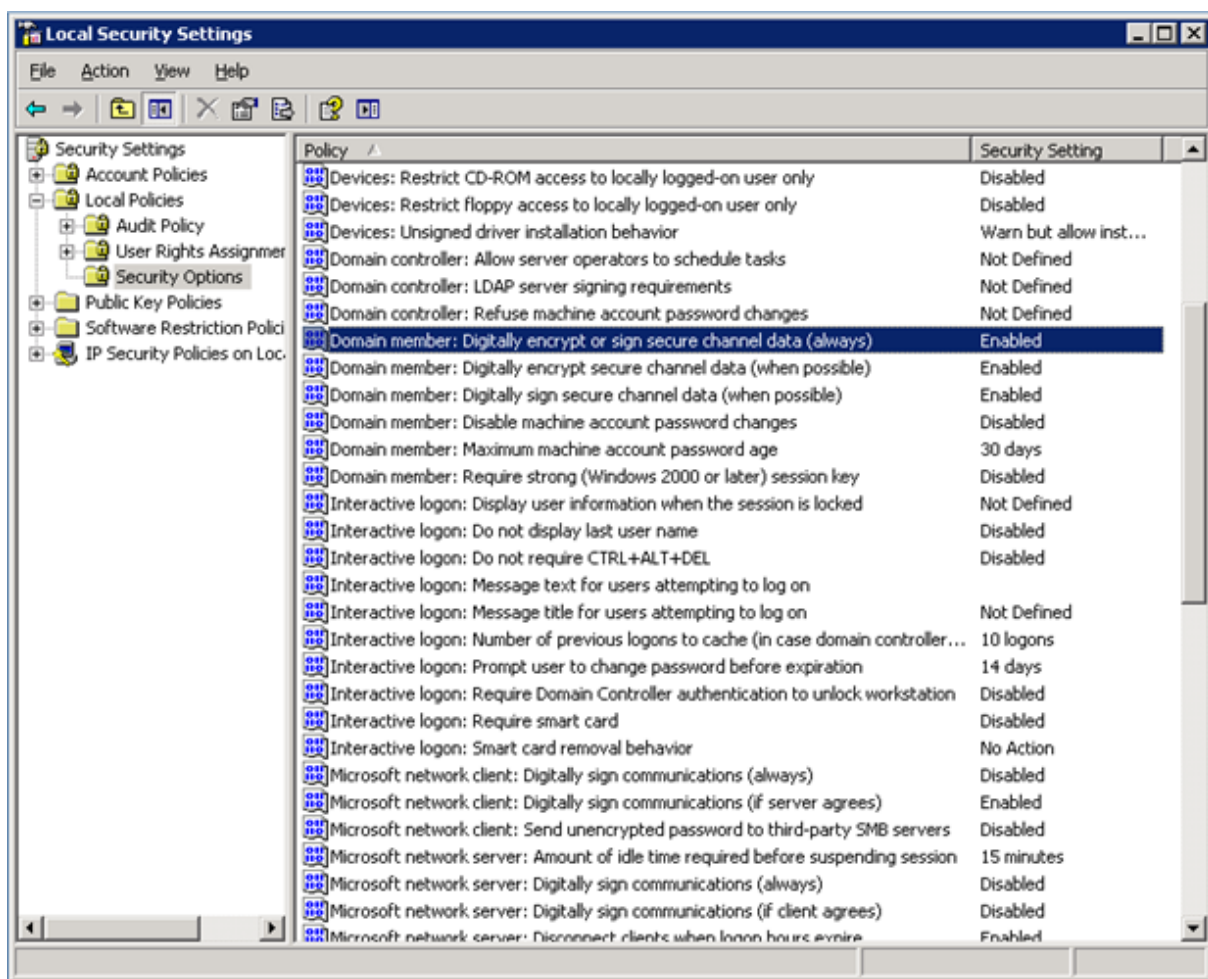 Local Security Settings
File Action View Help
Security Settings
Account Policies
Local Policies
Audit Policy
User Rights Assignmer
Security Options
Public Key Policies
Software Restriction Polici
IP Security Policies on Loc
Policy Security Setting
Devices: Restrict CD-ROM access to locally logged-on user only Disabled
Devices: Restrict floppy access to locally logged-on user only Disabled
Devices: Unsigned driver installation behavior Warn but allow inst...
Domain controller: Allow server operators to schedule tasks Not Defined
Domain controller: LDAP server signing requirements Not Defined
Domain controller: Refuse machine account password changes Not Defined
Domain member: Digitally encrypt or sign secure channel data (always) Enabled
Domain member: Digitally encrypt secure channel data (when possible) Enabled
Domain member: Digitally sign secure channel data (when possible) Enabled
Domain member: Disable machine account password changes Disabled
Domain member: Maximum machine account password age 30 days
Domain member: Require strong (Windows 2000 or later) session key Disabled
Interactive logon: Display user information when the session is locked Not Defined
Interactive logon: Do not display last user name Disabled
Interactive logon: Do not require CTRL+ALT+DEL Disabled
Interactive logon: Message text for users attempting to log on
Interactive logon: Message title for users attempting to log on Not Defined
Interactive logon: Number of previous logons to cache (in case domain controller... 10 logons
Interactive logon: Prompt user to change password before expiration 14 days
Interactive logon: Require Domain Controller authentication to unlock workstation Disabled
Interactive logon: Require smart card Disabled
Interactive logon: Smart card removal behavior No Action
Microsoft network client: Digitally sign communications (always) Disabled
Microsoft network client: Digitally sign communications (if server agrees) Enabled
Microsoft network client: Send unencrypted password to third-party SMB servers Disabled
Microsoft network server: Amount of idle time required before suspending session 15 minutes
Microsoft network server: Digitally sign communications (always) Disabled
Microsoft network server: Digitally sign communications (if client agrees) Disabled
Microsoft network server: Disconnect clients when logon hours expire Enabled